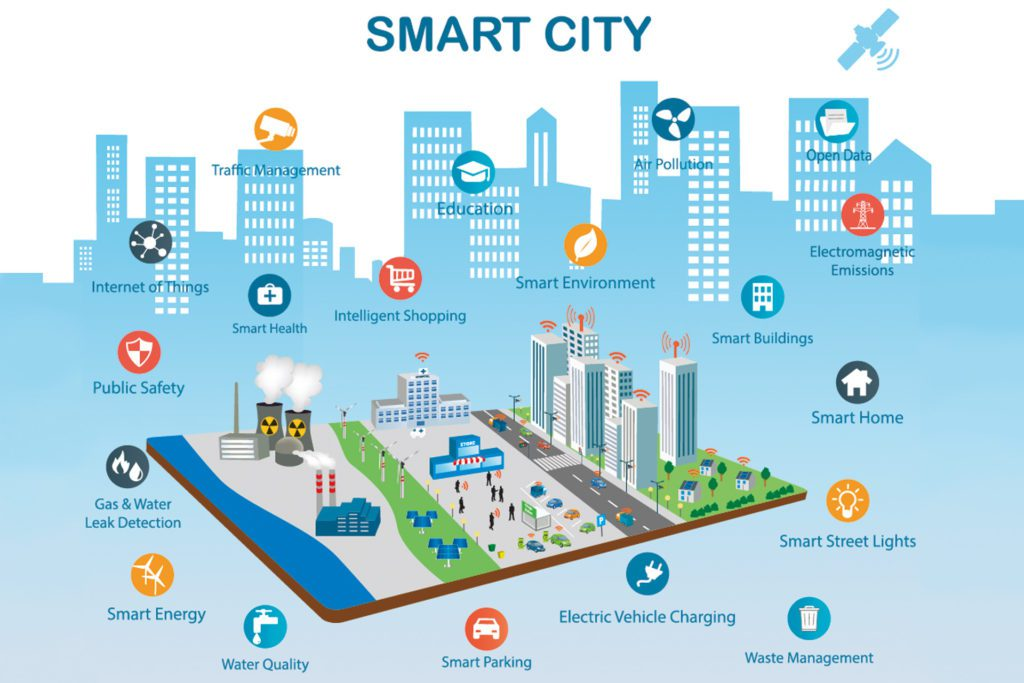 SMART CITY
Traffic Management
Education
Air Pollution
Open Data
Internet of Things
Smart Health
Intelligent Shopping
Smart Environment
Electromagnetic
Emissions
Smart Buildings
Public Safety
Smart Home
HOSPITAL
STORE
Gas & Water
Leak Detection
P
Smart Street Lights
Smart Energy
Electric Vehicle Charging
Water Quality
Smart Parking
Waste Management